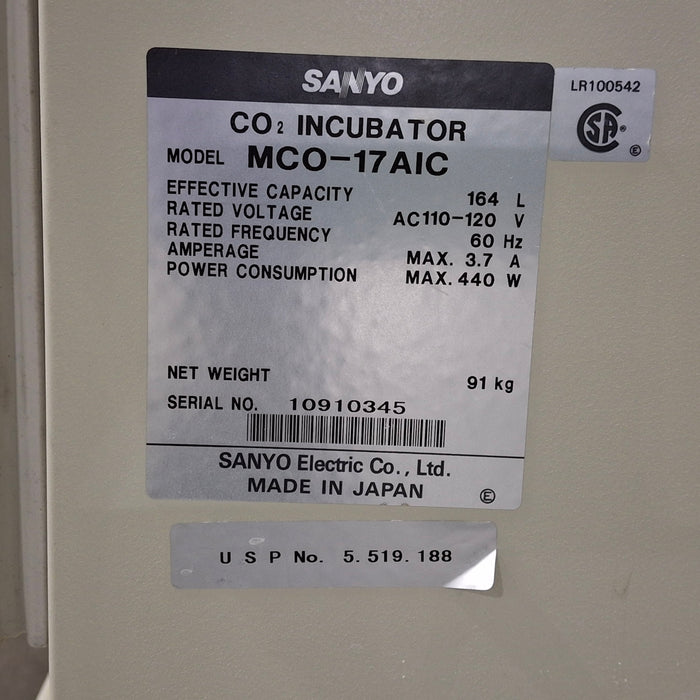 SANYO
LR100542
CO2 INCUBATOR
SA ®
MODEL MCO-17AIC
EFFECTIVE CAPACITY 164 L
RATED VOLTAGE AC110-120 V
RATED FREQUENCY 60 Hz
AMPERAGE MAX. 3.7 A
POWER CONSUMPTION MAX. 440 W
NET WEIGHT 91 kg
SERIAL NO. 10910345
SANYO Electric Co., Ltd.
MADE IN JAPAN Ⓔ
U S P No. 5. 519. 188